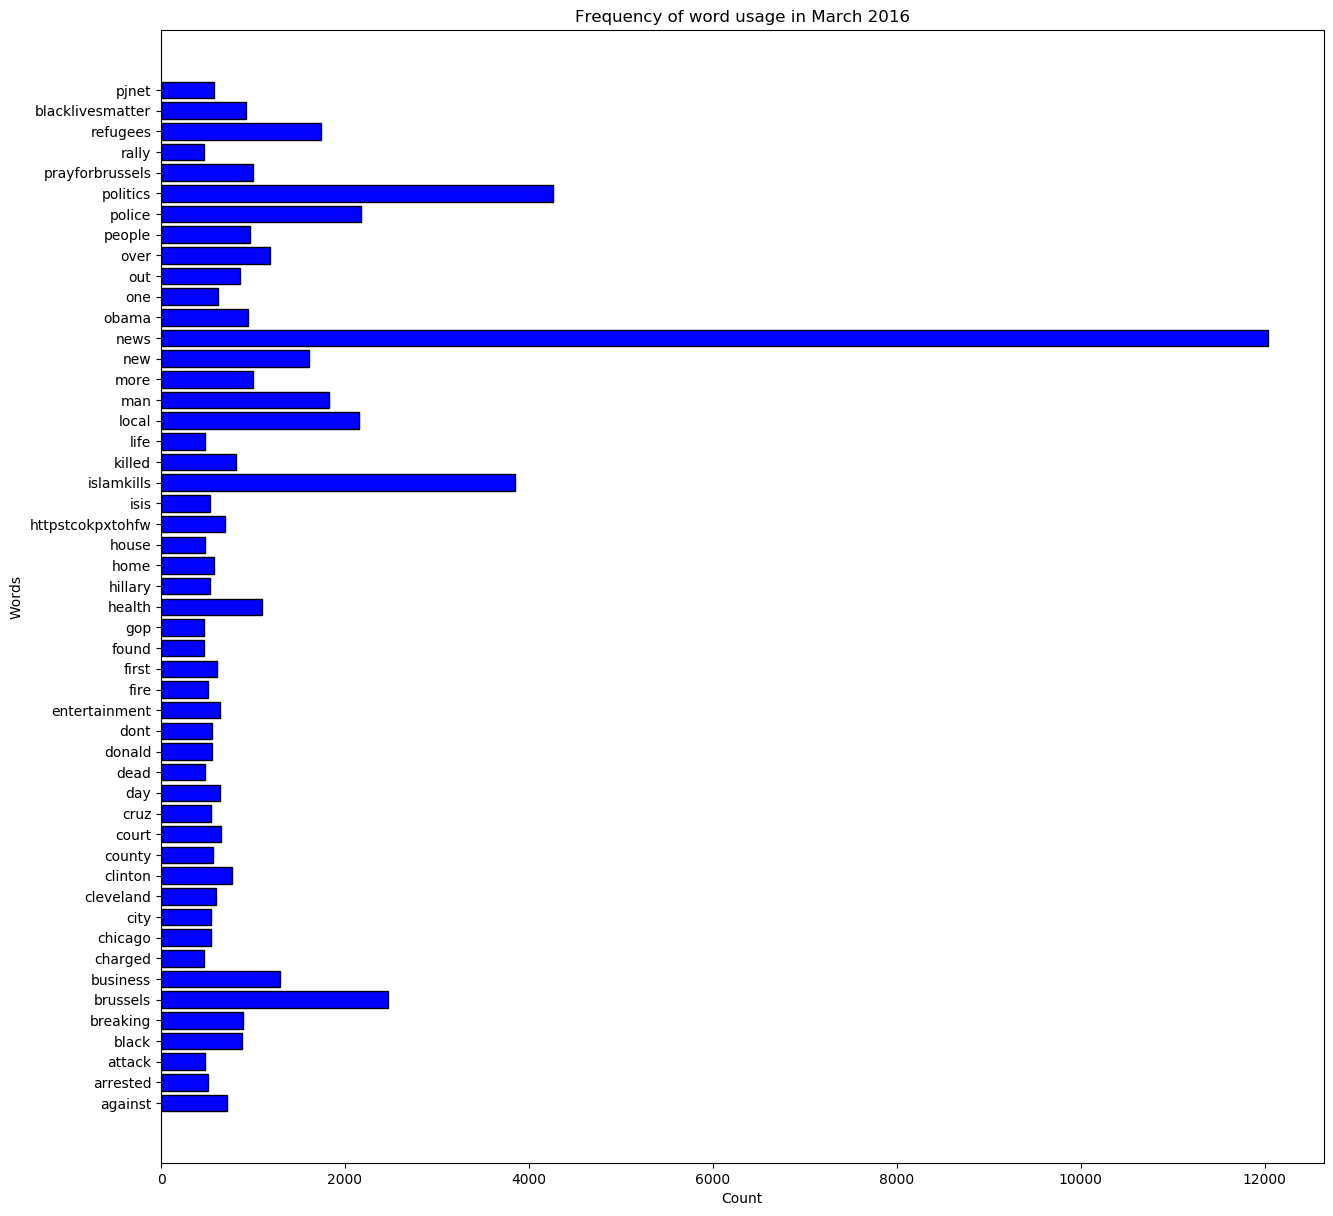 Frequency of word usage in March 2016
pjnet
blacklivesmatter
refugees
rally
prayforbrussels
politics
police
people
over
out
one
obama
news
new
more
man
local
life
killed
islamkills
isis
httpstcokpxtohfw
house
home
hillary
health
gop
found
first
fire
entertainment
dont
donald
dead
day
cruz
court
county
clinton
cleveland
city
chicago
charged
business
brussels
breaking
black
attack
arrested
against
Words
0 2000 4000 6000 8000 10000 12000
Count